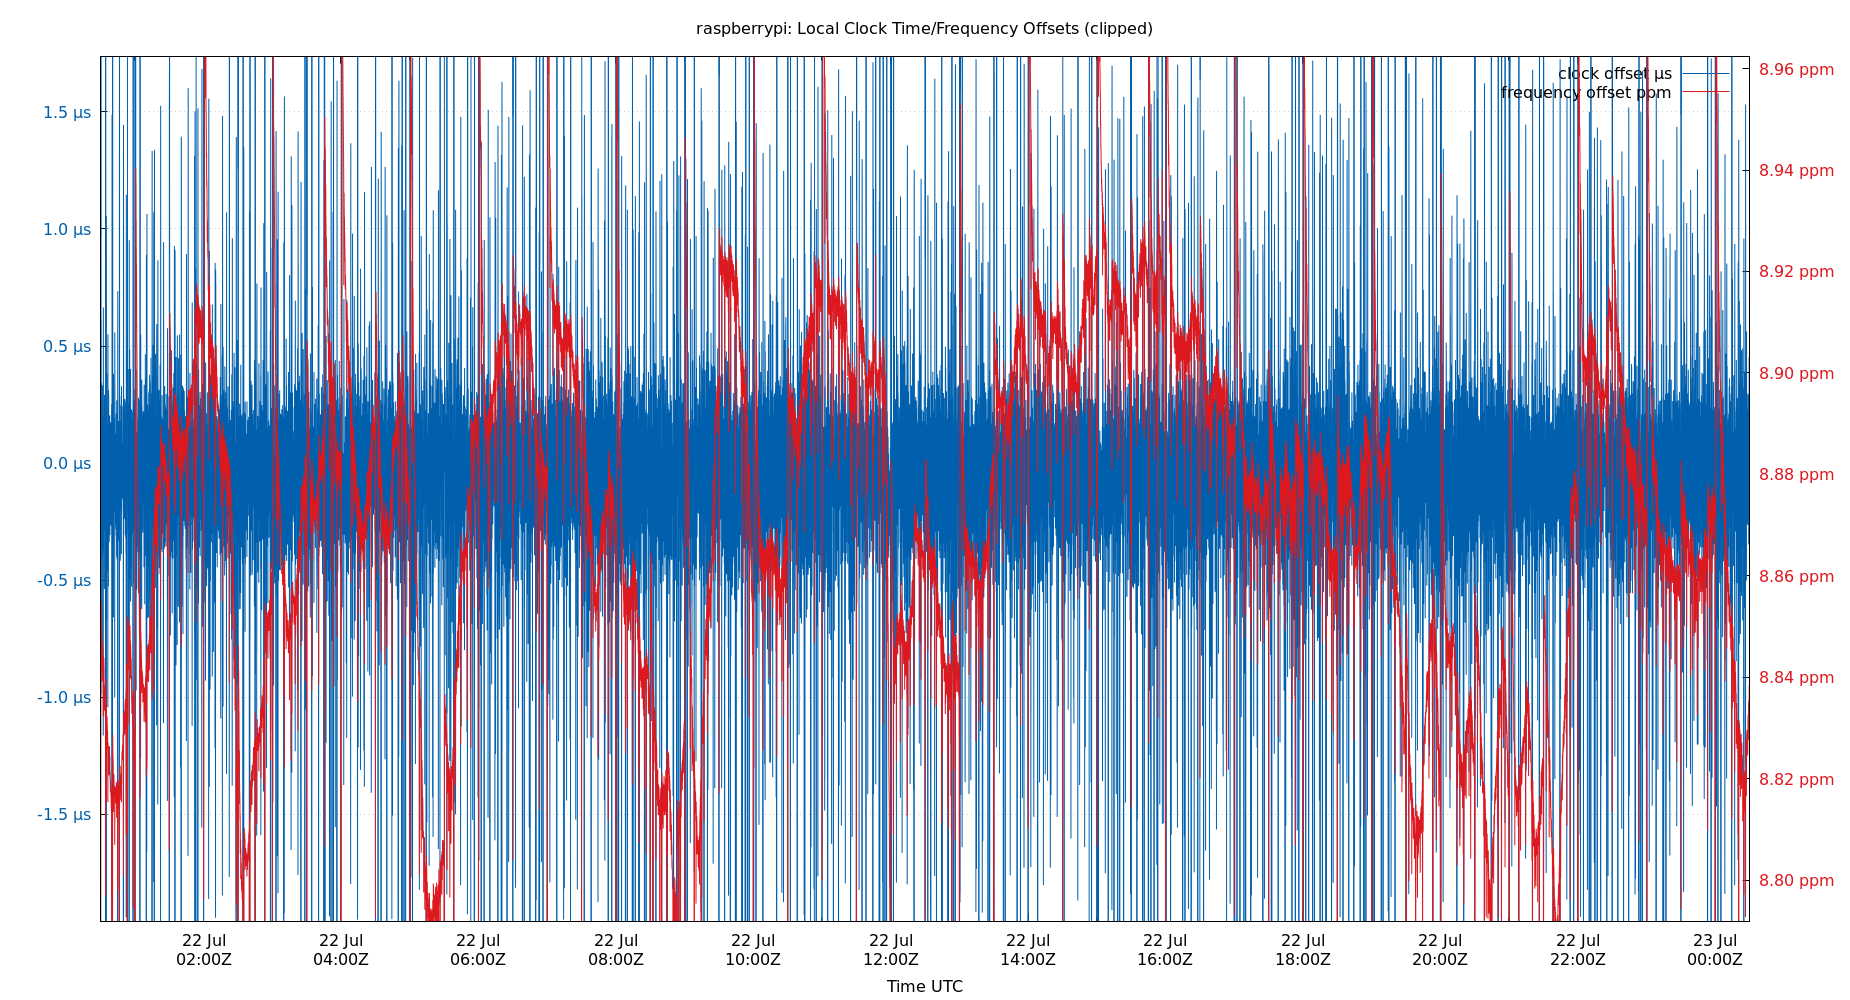 raspberrypi: Local Clock Time/Frequency Offsets (clipped)
clock offset µs
frequency offset ppm
1.5 µs
1.0 µs
0.5 µs
0.0 µs
-0.5 µs
-1.0 µs
-1.5 µs
8.96 ppm
8.94 ppm
8.92 ppm
8.90 ppm
8.88 ppm
8.86 ppm
8.84 ppm
8.82 ppm
8.80 ppm
22 Jul 22 Jul 22 Jul 22 Jul 22 Jul 22 Jul 22 Jul 22 Jul 22 Jul 22 Jul 22 Jul 23 Jul
02:00Z 04:00Z 06:00Z 08:00Z 10:00Z 12:00Z 14:00Z 16:00Z 18:00Z 20:00Z 22:00Z 00:00Z
Time UTC